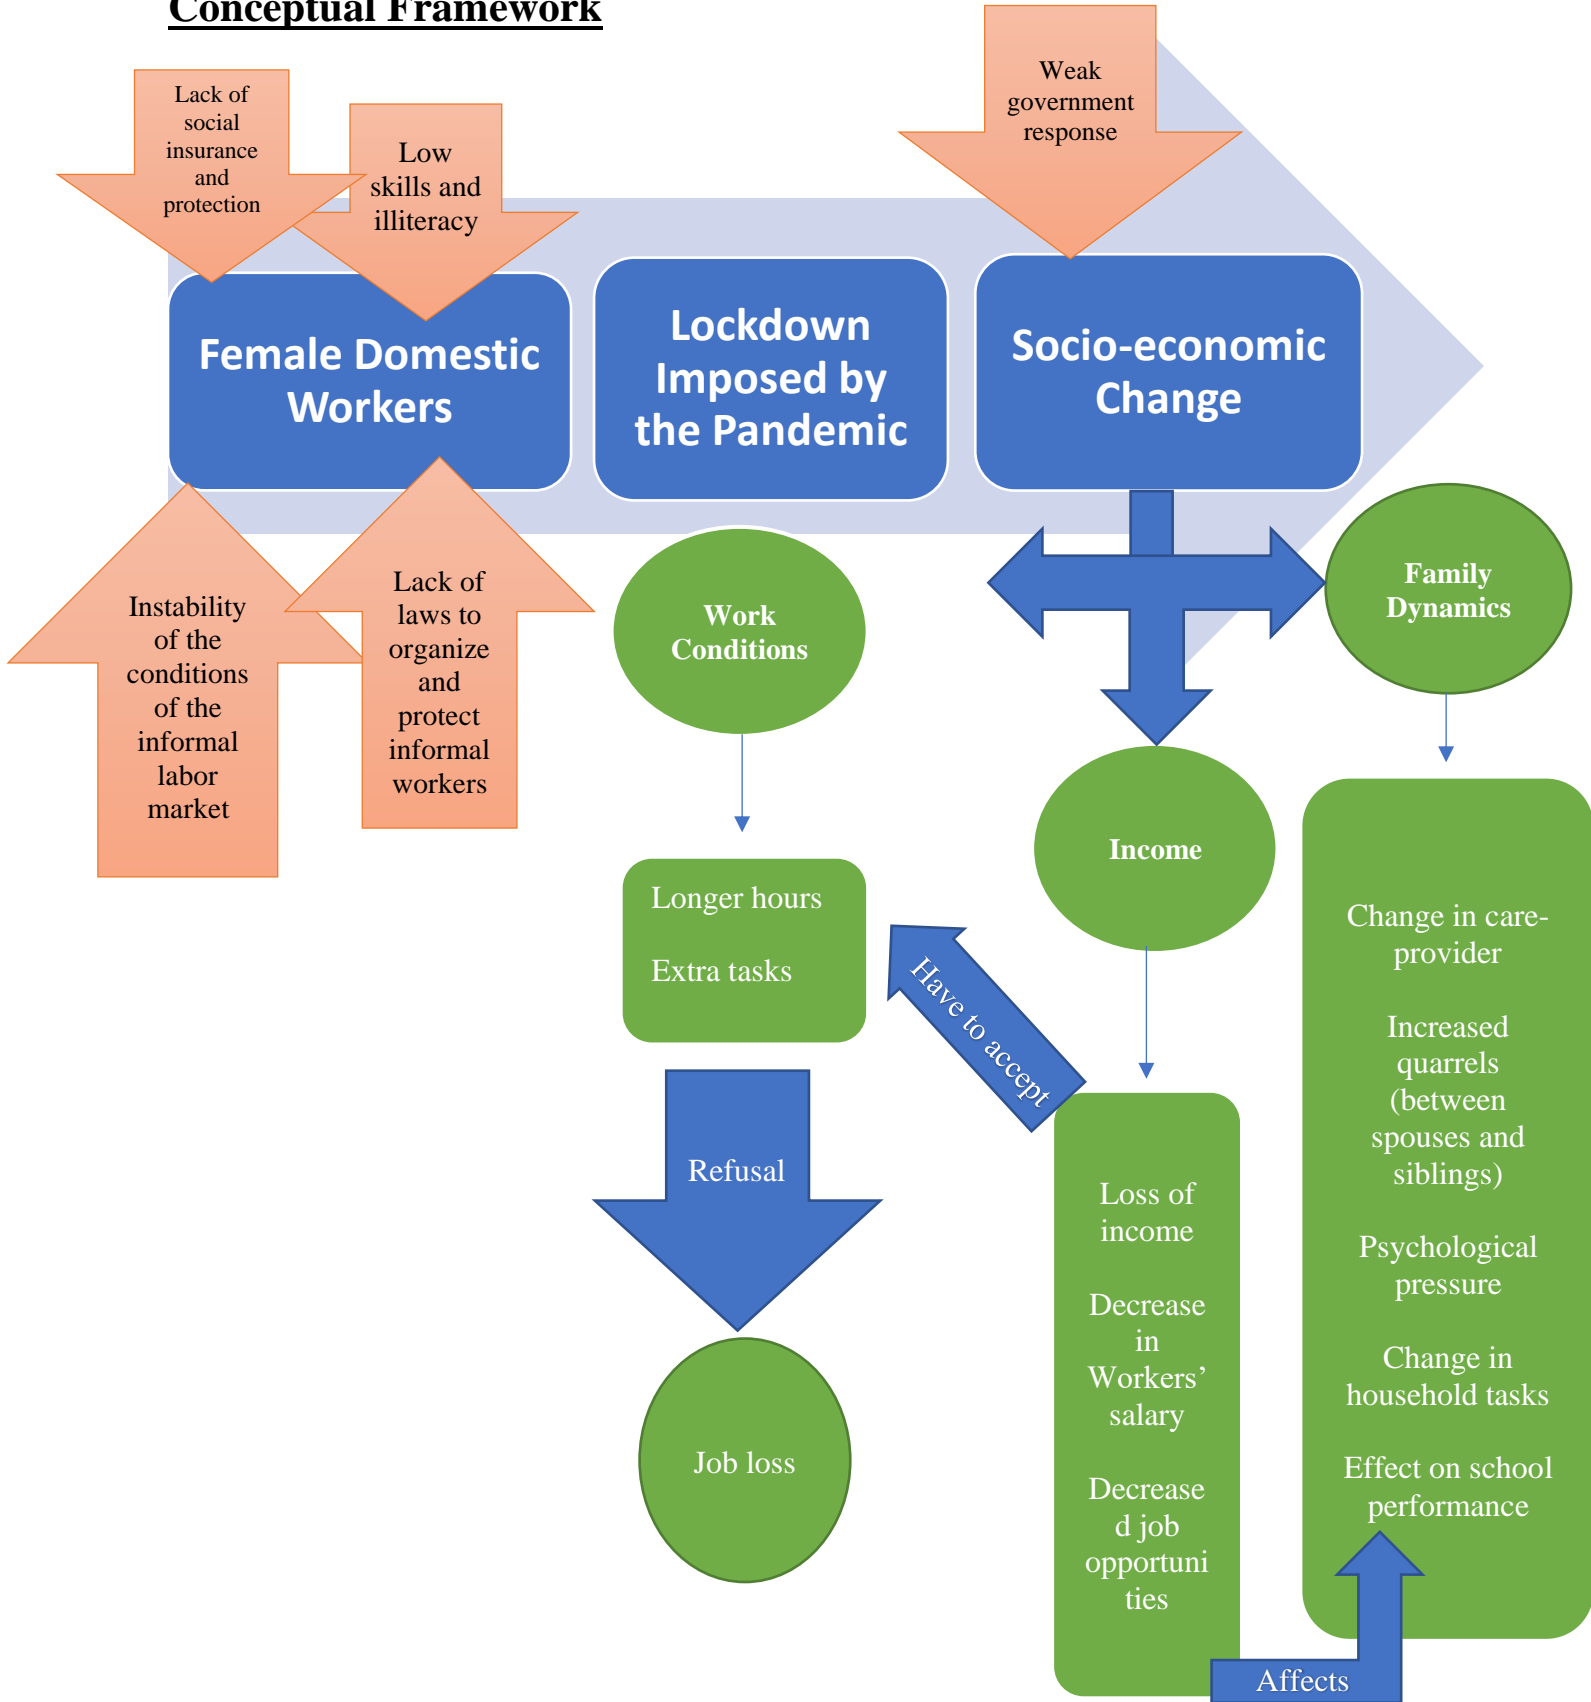 Conceptual Framework
Lack of
social
insurance
and
protection
Low
skills and
illiteracy
Weak
government
response
Female Domestic
Workers
Lockdown
Imposed by
the Pandemic
Socio-economic
Change
Instability
of the
conditions
of the
informal
labor
market
Lack of
laws to
organize
and
protect
informal
workers
Work
Conditions
Family
Dynamics
Income
Longer hours
Extra tasks
Have to accept
Refusal
Job loss
Loss of
income
Decrease
in
Workers’
salary
Decrease
d job
opportuni
ties
Change in care-
provider
Increased
quarrels
(between
spouses and
siblings)
Psychological
pressure
Change in
household tasks
Effect on school
performance
Affects